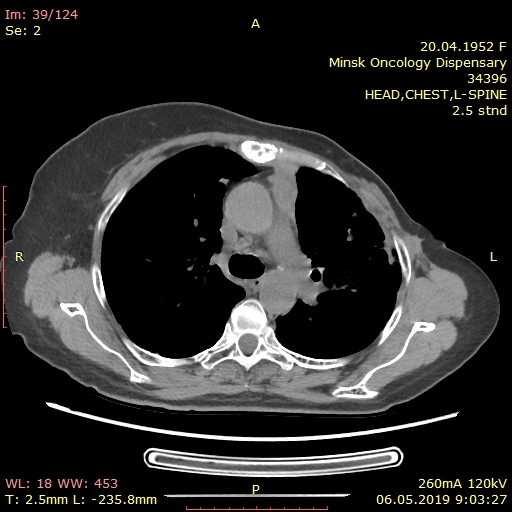 Im: 39/124
Se: 2
A
20.04.1952 F
Minsk Oncology Dispensary
34396
HEAD,CHEST,L-SPINE
2.5 stnd
R
L
WL: 18 WW: 453
T: 2.5mm L: -235.8mm
P
260mA 120kV
06.05.2019 9:03:27